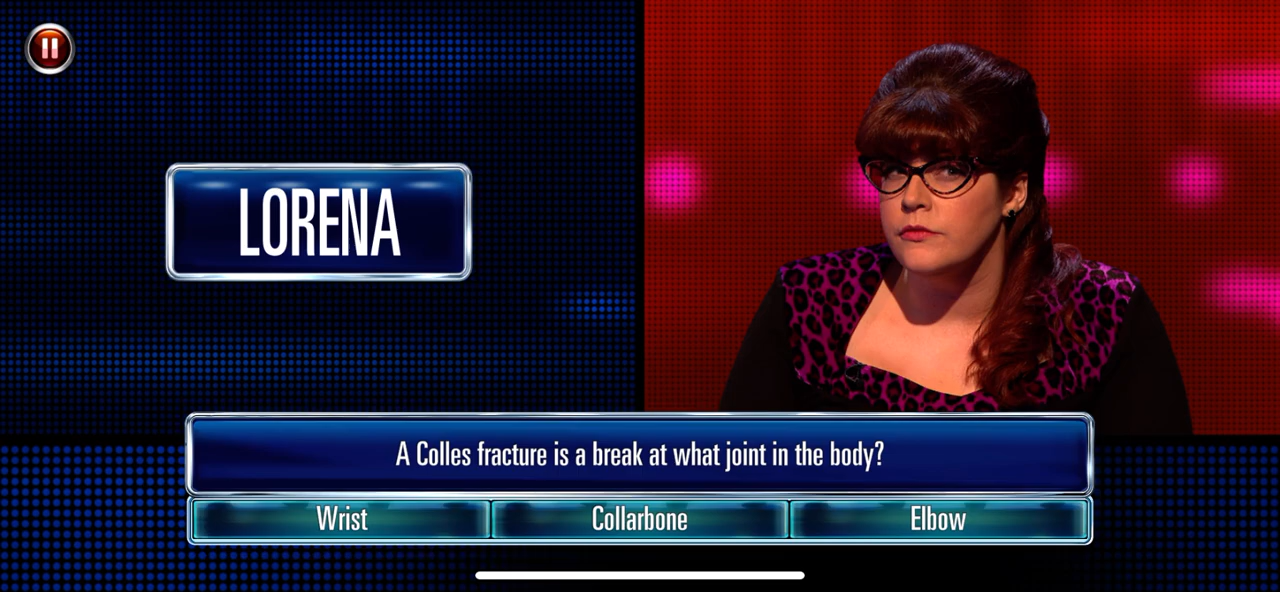 LORENA
A Colles fracture is a break at what joint in the body?
Wrist
Collarbone
Elbow